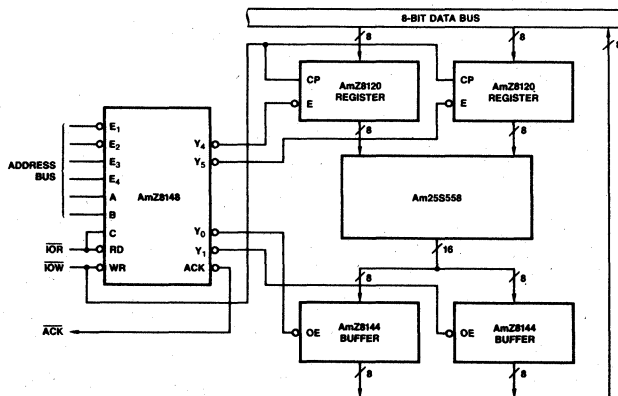 8-BIT DATA BUS
8
8
8
CP
E
AmZ8120
REGISTER
CP
E
AmZ8120
REGISTER
8
8
ADDRESS
BUS
E1
E2
E3
E4
A
B
C
RD
WR
AmZ8148
Y4
Y5
Y0
Y1
ACK
IOR
IOW
ACK
Am25S558
16
8
8
OE
AmZ8144
BUFFER
OE
AmZ8144
BUFFER
8
8